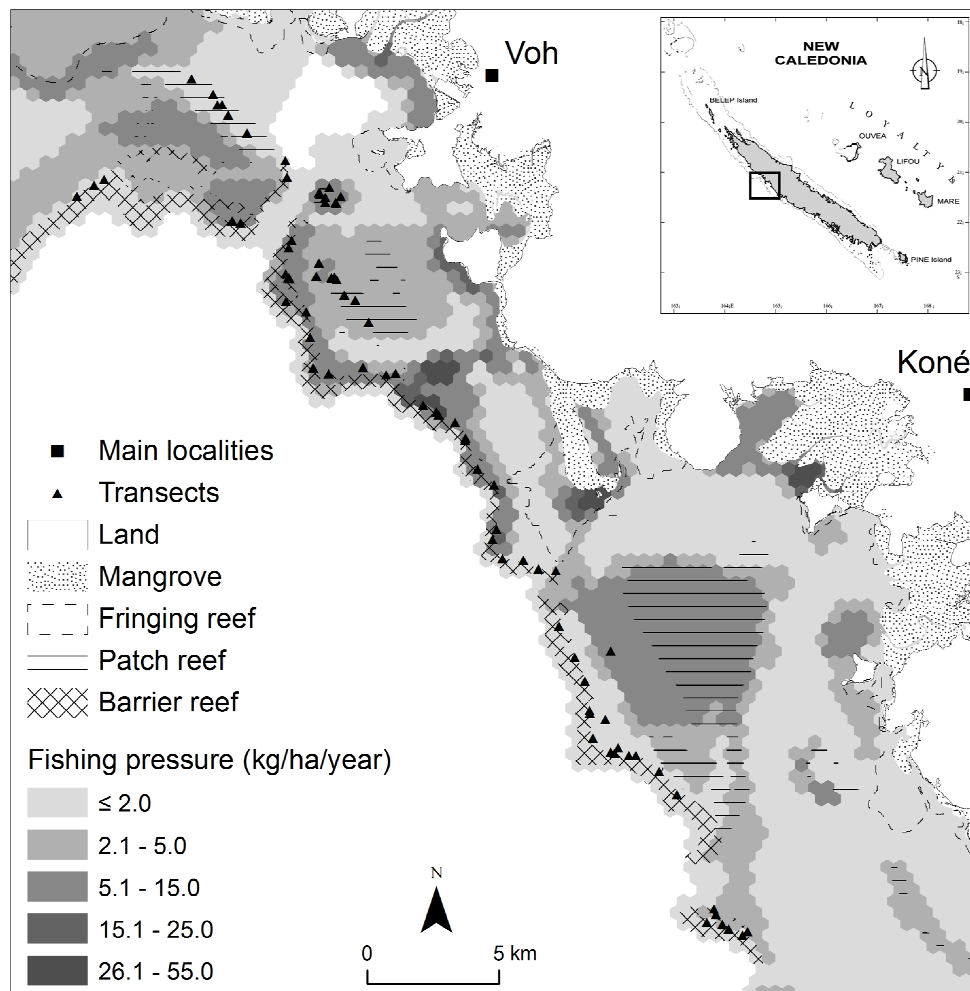 Voh
NEW
CALEDONIA
N
BELEP Island
LOYALTY
OUVEA
LIFOU
MARE
PINE Island
Koné
Main localities
Transects
Land
Mangrove
Fringing reef
Patch reef
Barrier reef
Fishing pressure (kg/ha/year)
≤ 2.0
2.1 - 5.0
5.1 - 15.0
15.1 - 25.0
26.1 - 55.0
N
0 5 km